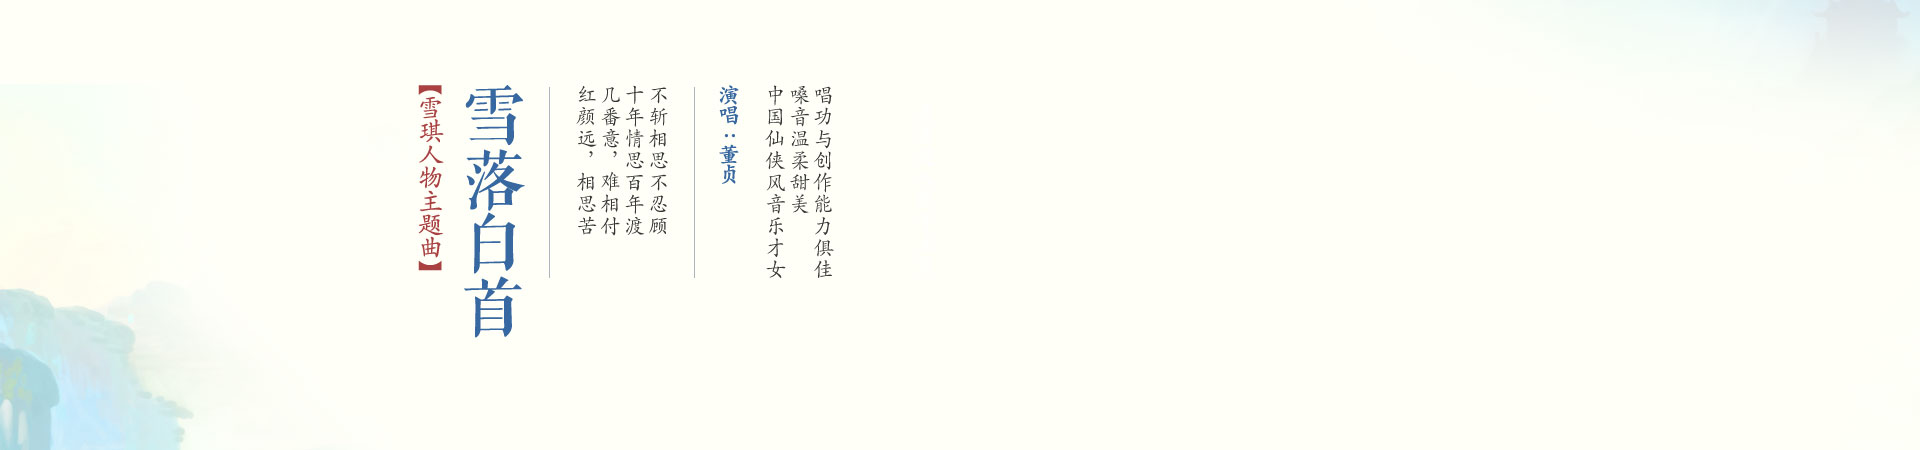 唱功与创作能力俱佳
嗓音温柔甜美
中国仙侠风音乐才女
演唱：董贞
不斩相思不忍顾
十年情思百年渡
几番意，难相付
红颜远，相思苦
雪落白首
【雪琪人物主题曲】